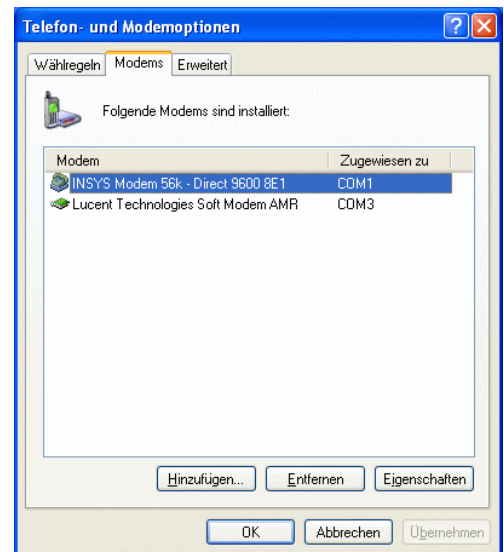 Telefon- und Modemoptionen
Wählregeln Modems Erweitert
Folgende Modems sind installiert:
Modem Zugewiesen zu
INSYS Modem 56k - Direct 9600 8E1 COM1
Lucent Technologies Soft Modem AMR COM3
Hinzufügen... Entfernen Eigenschaften
OK Abbrechen Übernehmen